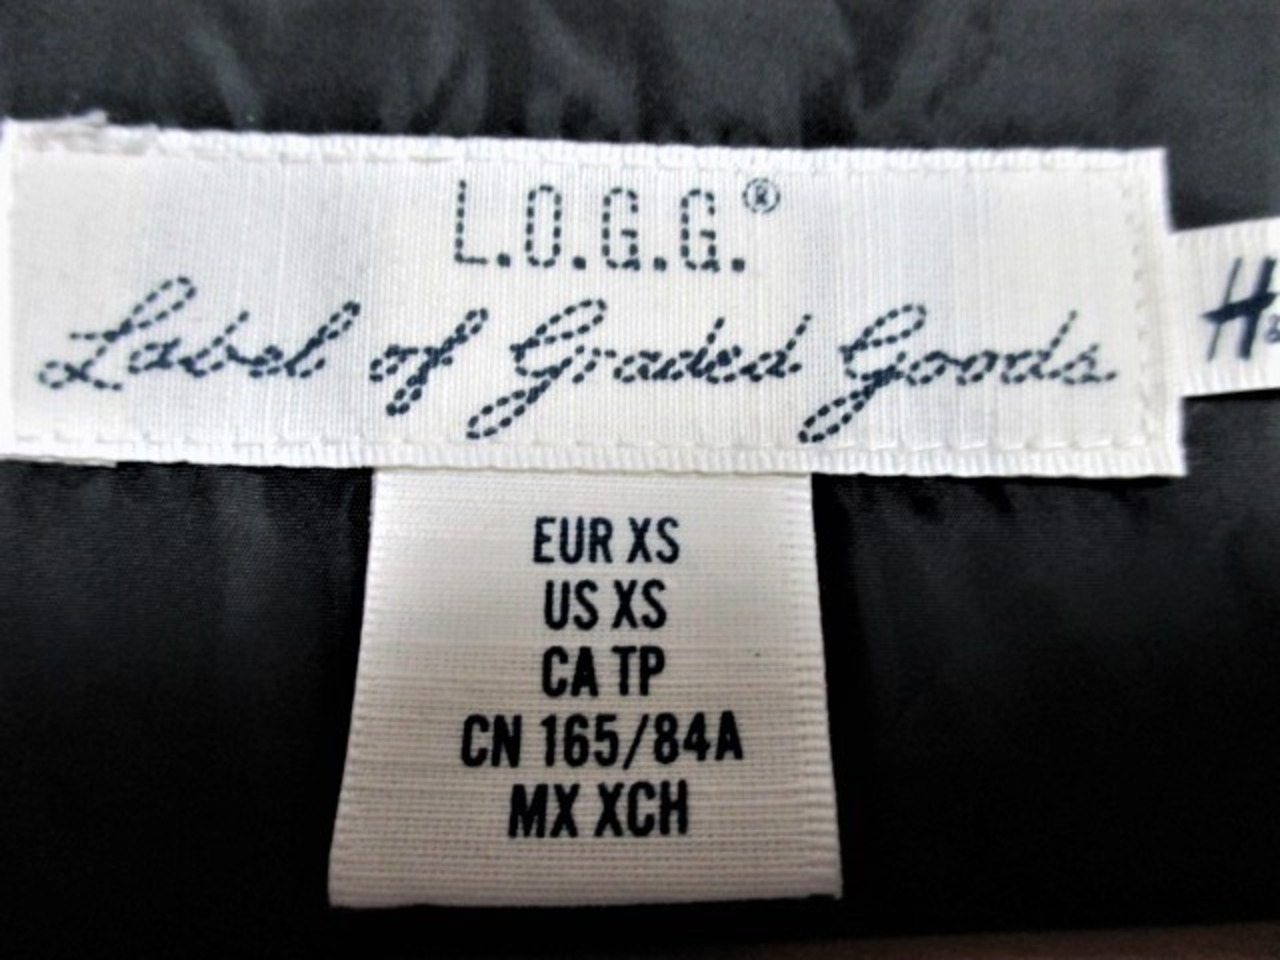 L.O.G.G.®
Label of Graded Goods
H&
EUR XS
US XS
CA TP
CN 165/84A
MX XCH